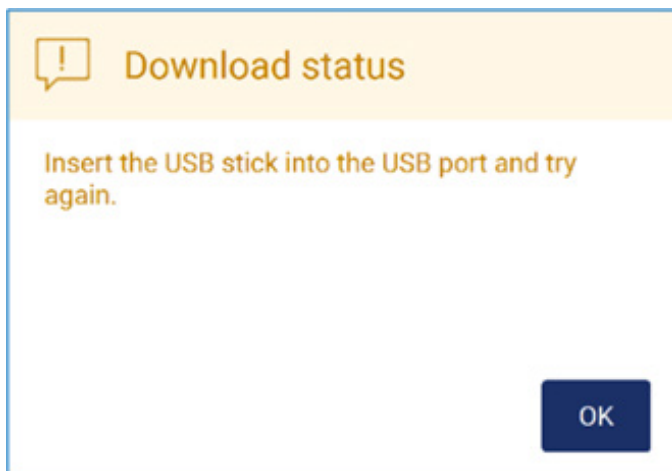 Download status
Insert the USB stick into the USB port and try
again.
OK